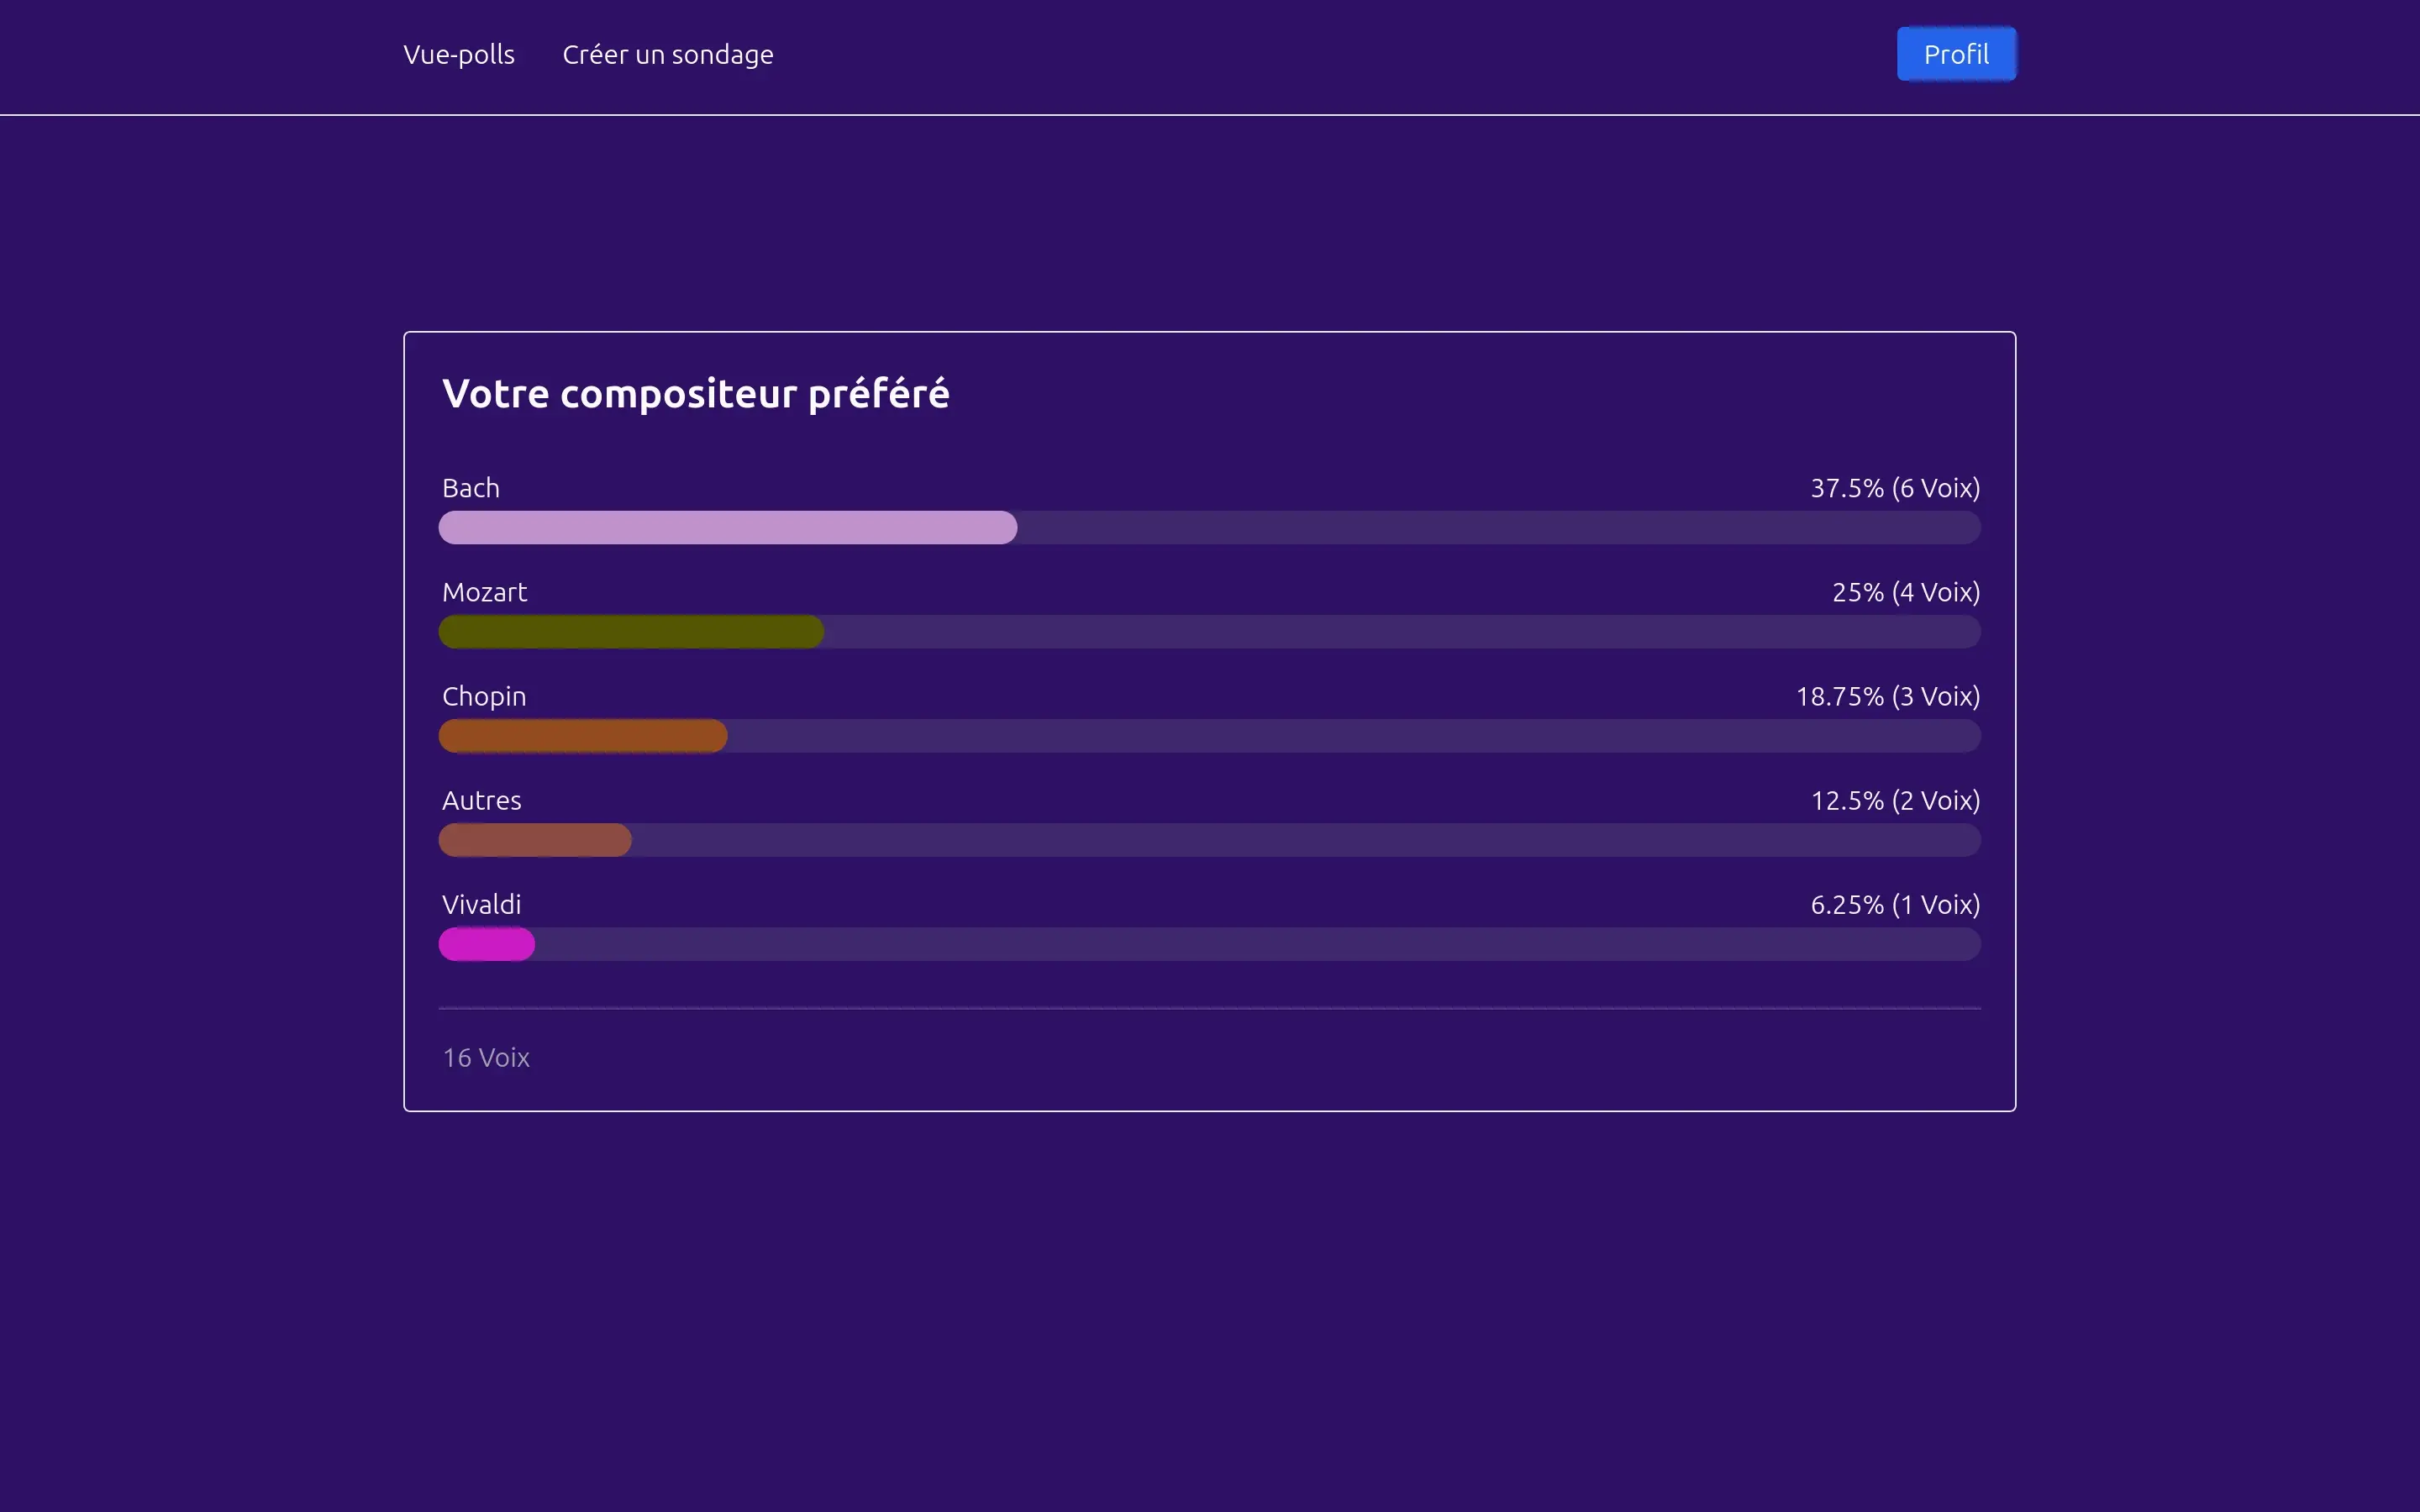 Vue-polls Créer un sondage Profil
Votre compositeur préféré
Bach 37.5% (6 Voix)
Mozart 25% (4 Voix)
Chopin 18.75% (3 Voix)
Autres 12.5% (2 Voix)
Vivaldi 6.25% (1 Voix)
16 Voix